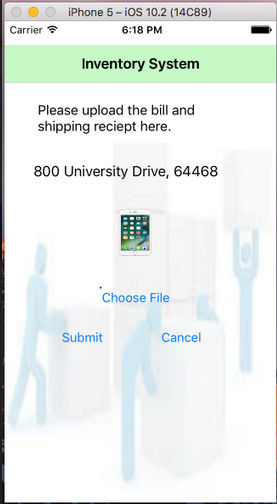 iPhone 5 – iOS 10.2 (14C89)
Carrier 6:18 PM
Inventory System
Please upload the bill and
shipping reciept here.
800 University Drive, 64468
Choose File
Submit Cancel